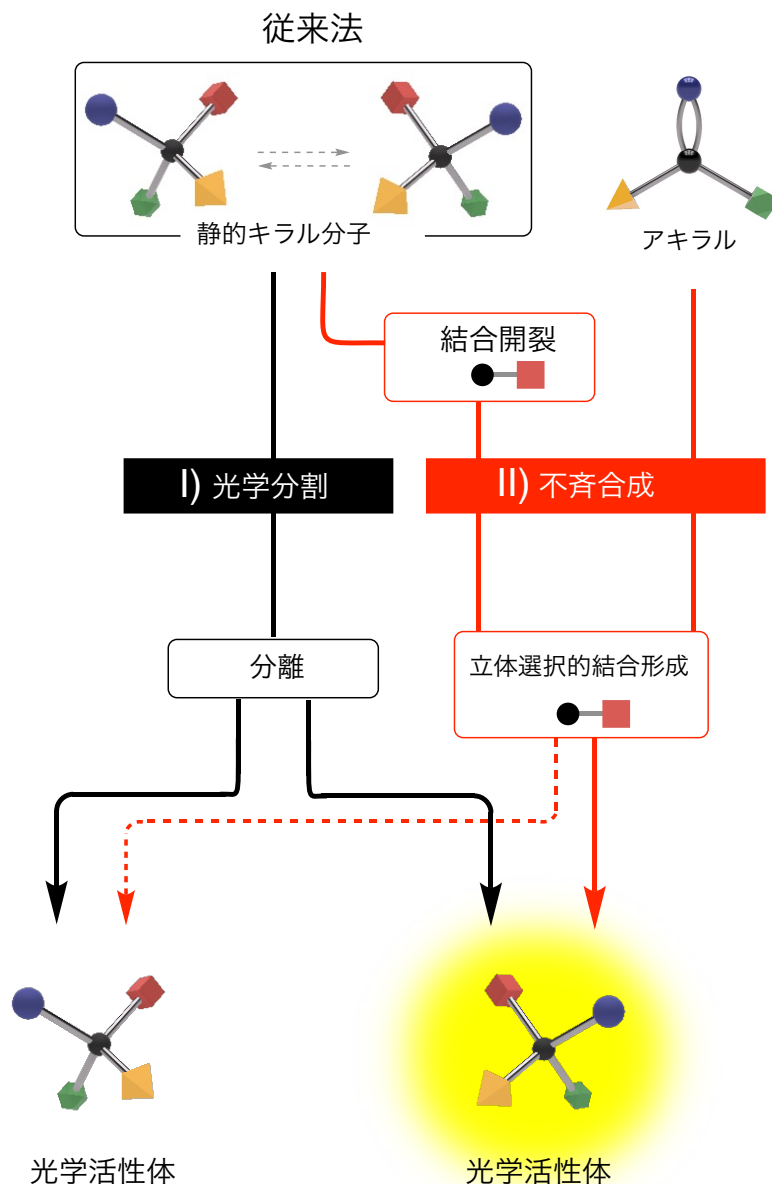 従来法
静的キラル分子
アキラル
結合開裂
I) 光学分割
II) 不斉合成
分離
立体選択的結合形成
光学活性体
光学活性体